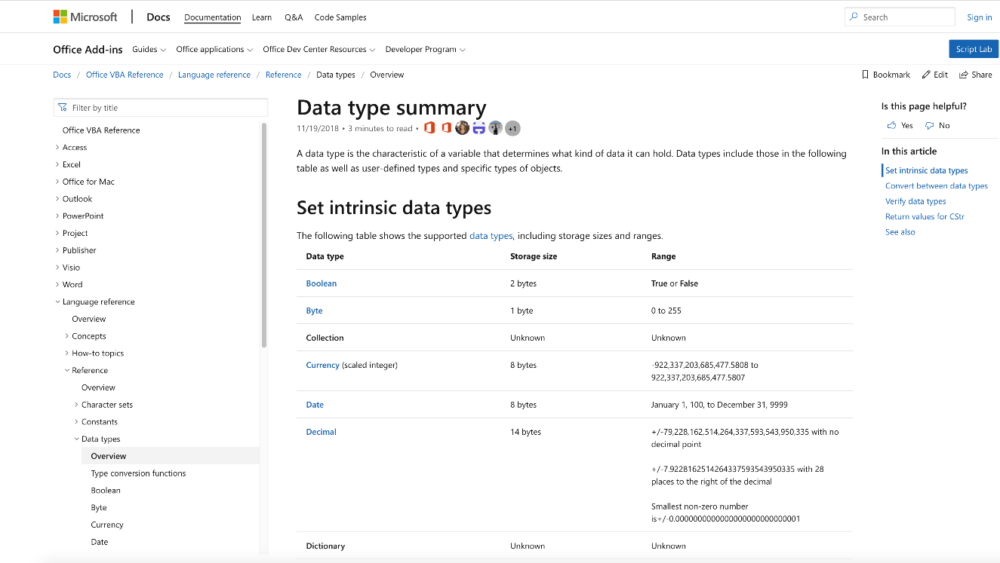 Microsoft Docs Documentation Learn Q&A Code Samples Search Sign in
Office Add-ins Guides Office applications Office Dev Center Resources Developer Program Script Lab
Docs / Office VBA Reference / Language reference / Reference / Data types / Overview Bookmark Edit Share
Filter by title
Office VBA Reference
Access
Excel
Office for Mac
Outlook
PowerPoint
Project
Publisher
Visio
Word
Language reference
Overview
Concepts
How-to topics
Reference
Overview
Character sets
Constants
Data types
Overview
Type conversion functions
Boolean
Byte
Currency
Date
Data type summary
11/19/2018 • 3 minutes to read • +1
A data type is the characteristic of a variable that determines what kind of data it can hold. Data types include those in the following
table as well as user-defined types and specific types of objects.
Set intrinsic data types
The following table shows the supported data types, including storage sizes and ranges.
Data type Storage size Range
Boolean 2 bytes True or False
Byte 1 byte 0 to 255
Collection Unknown Unknown
Currency (scaled integer) 8 bytes -922,337,203,685,477.5808 to
922,337,203,685,477.5807
Date 8 bytes January 1, 100, to December 31, 9999
Decimal 14 bytes +/-79,228,162,514,264,337,593,543,950,335 with no
decimal point
+/-7.9228162514264337593543950335 with 28
places to the right of the decimal
Smallest non-zero number
is+/-0.0000000000000000000000000001
Dictionary Unknown Unknown
Is this page helpful?
Yes No
In this article
Set intrinsic data types
Convert between data types
Verify data types
Return values for CStr
See also